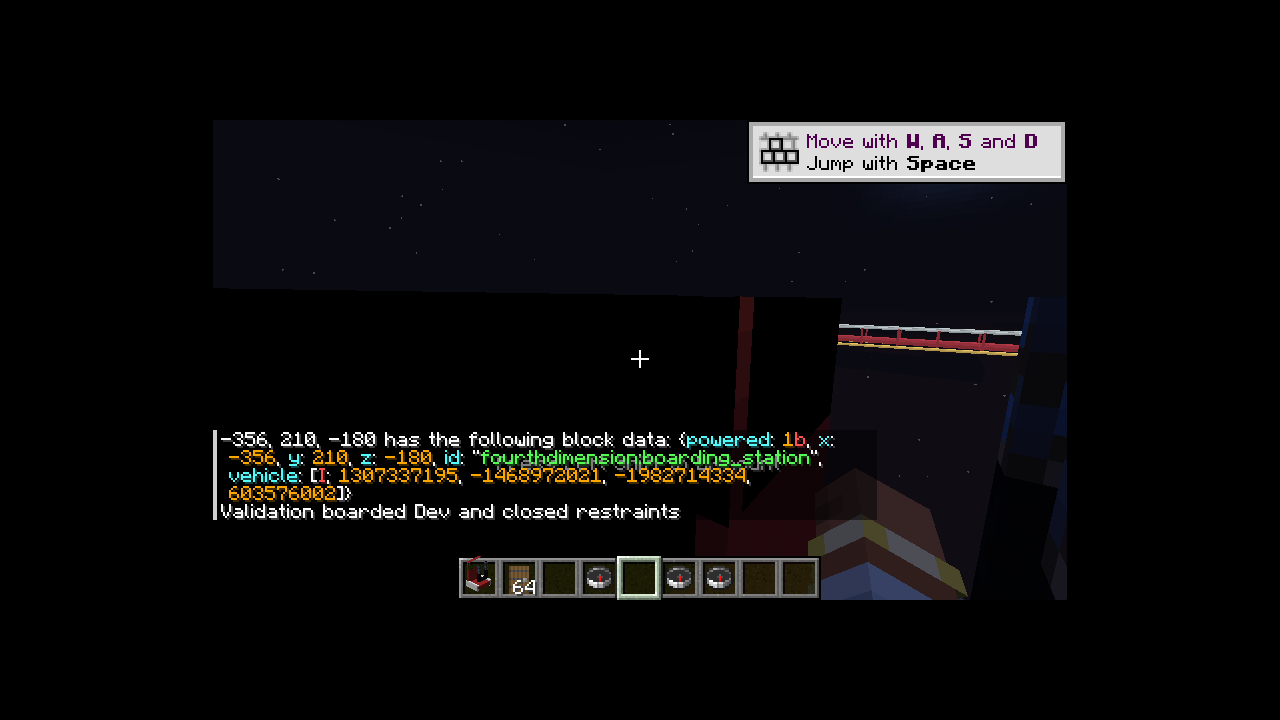 Move with W, A, S and D
Jump with Space
-356, 210, -180 has the following block data: {powered: 1b, x:
-356, y: 210, z: -180, id: "fourthdimension:boarding_station",
vehicle: [I; 1307337195, -1468972021, -1982714334,
603576002]}
Validation boarded Dev and closed restraints
64